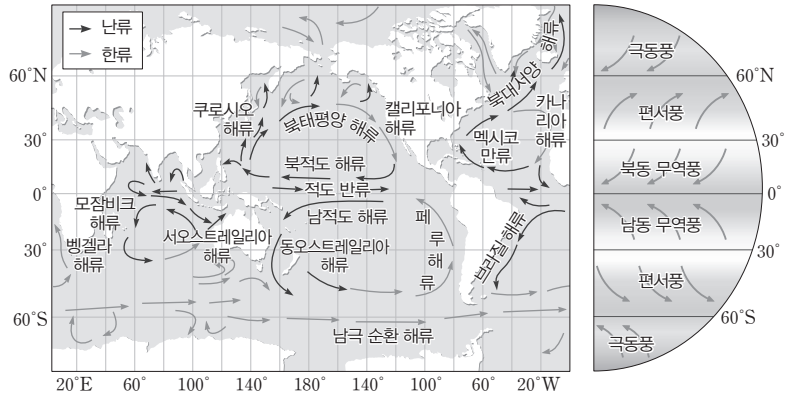 난류
한류
60˚N
30˚
0˚
30˚
60˚S
쿠로시오
해류
북태평양 해류
캘리포니아
해류
북대서양
해류
카나
리아
해류
멕시코
만류
북적도 해류
적도 반류
남적도 해류
모잠비크
해류
벵겔라
해류
서오스트레일리아
해류
동오스트레일리아
해류
페
루
해
류
브라질 해류
남극 순환 해류
20˚E 60˚ 100˚ 140˚ 180˚ 140˚ 100˚ 60˚ 20˚W
극동풍
60˚N
편서풍
30˚
북동 무역풍
0˚
남동 무역풍
30˚
편서풍
60˚S
극동풍